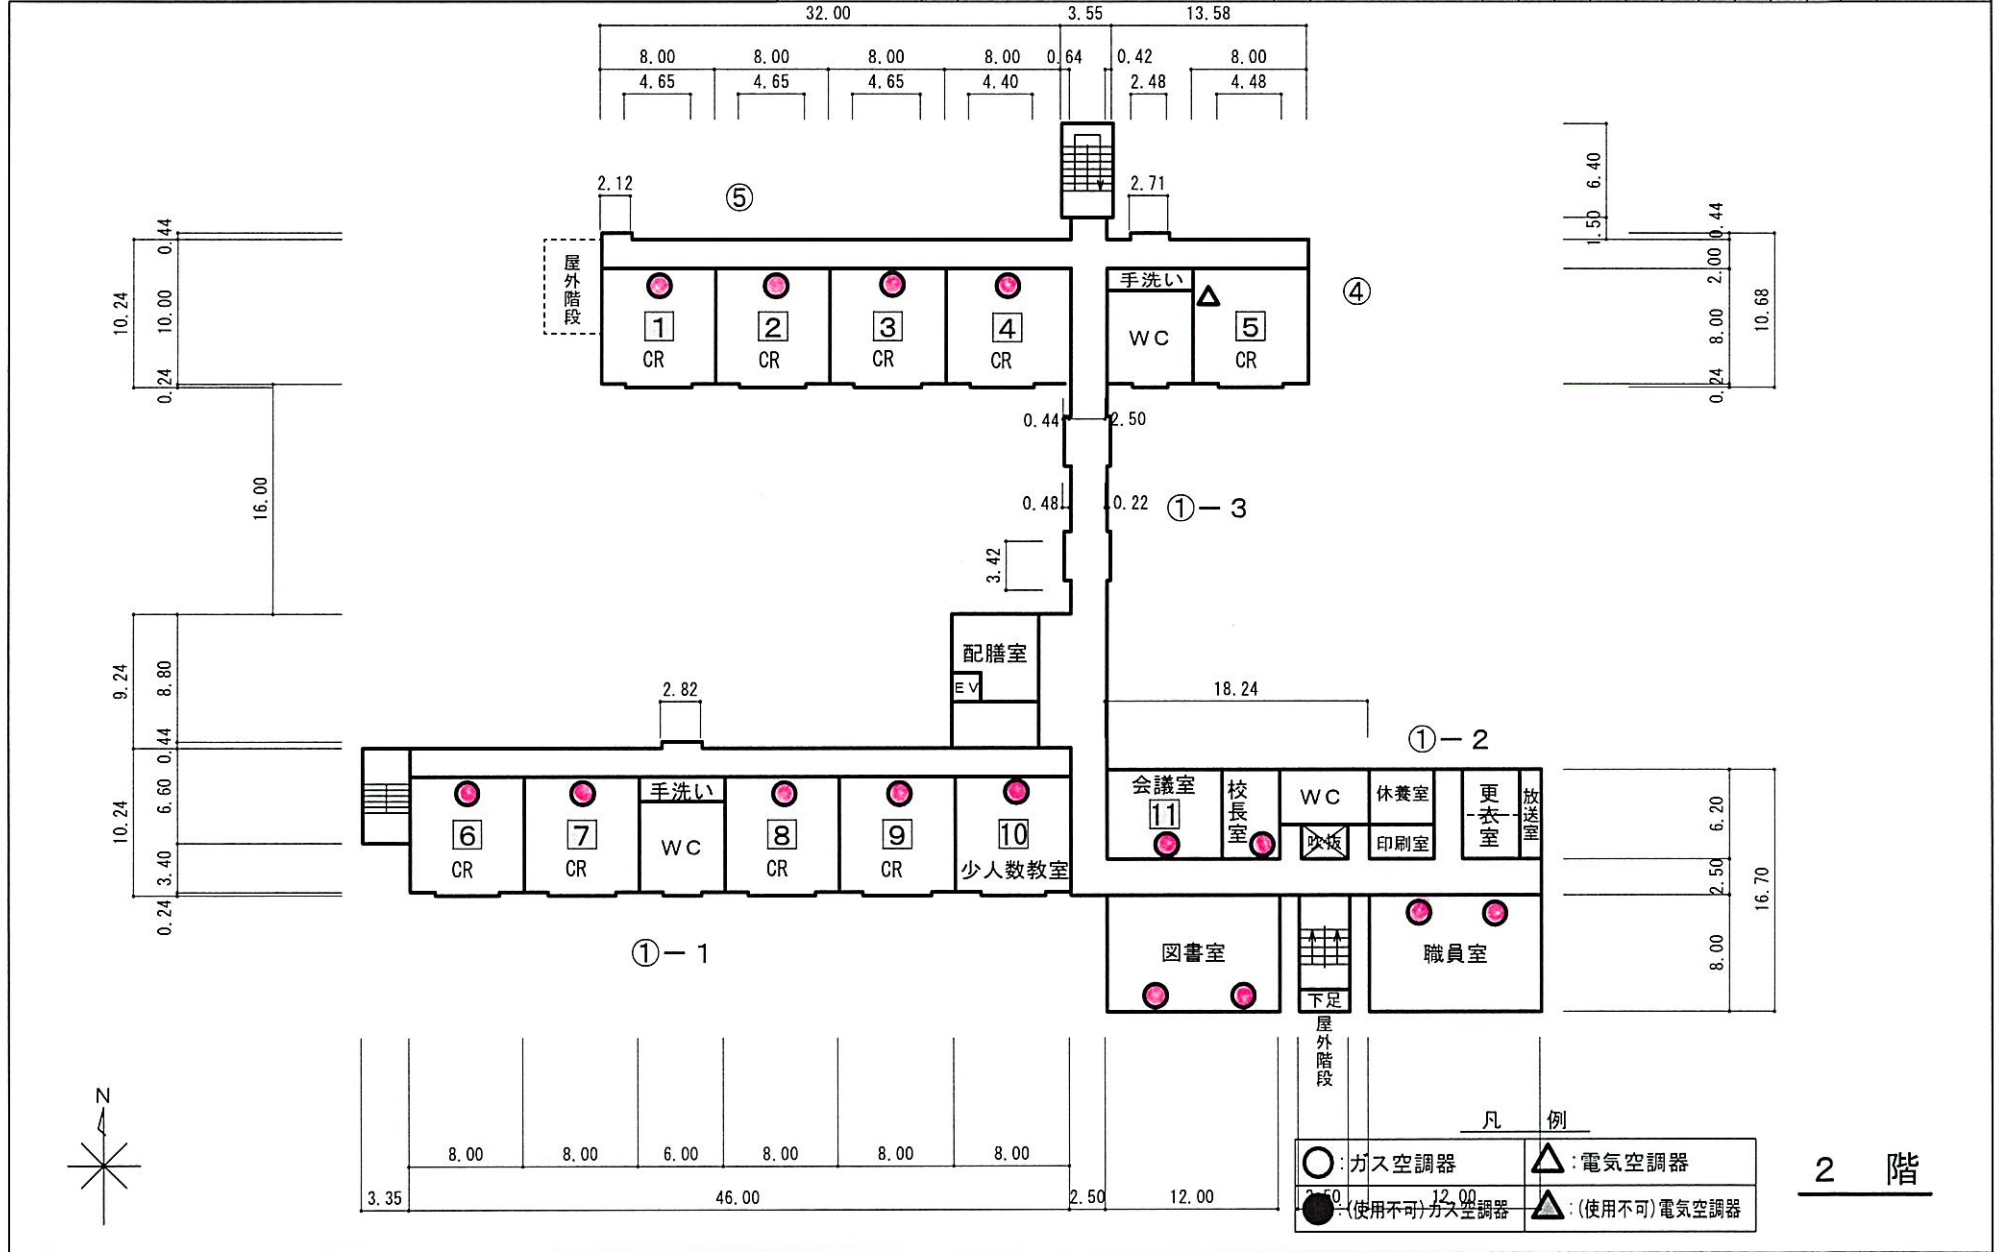 32.00 3.55 13.58
8.00 8.00 8.00 8.00 0.64 0.42 8.00
4.65 4.65 4.65 4.40 2.48 4.48
2.12 ⑤ 2.71
6.40
1.50
0.44
2.00
8.00
0.24
10.68
0.44
10.00
0.24
10.24
屋外階段
手洗い
④
1 2 3 4 WC 5
CR CR CR CR CR
0.44 2.50
16.00
0.48 0.22 ①-3
3.42
配膳室
EV
9.24
8.80
0.44
6.60
3.40
0.24
10.24
2.82 18.24
①-2
手洗い
会議室
11
校長室
WC
休養室
更衣室
放送室
吹抜
印刷室
6 7 WC 8 9 10
CR CR CR CR 少人数教室
6.20
2.50
8.00
16.70
①-1
図書室
職員室
下足
屋外階段
N
8.00 8.00 6.00 8.00 8.00 8.00
3.35 46.00 2.50 12.00 2.50 12.00
凡 例
:ガス空調器 :電気空調器
:(使用不可)ガス空調器 :(使用不可)電気空調器
2 階